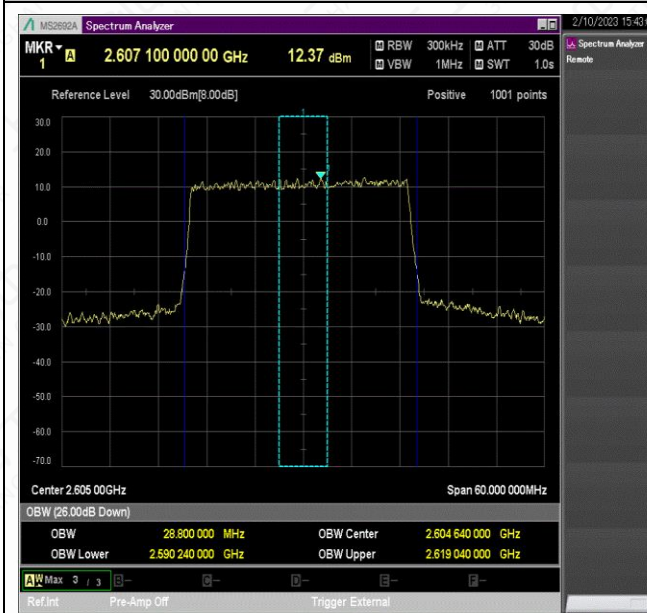 MS2692A Spectrum Analyzer
2/10/2023 15:43:
MKR A 2.607 100 000 00 GHz 12.37 dBm M RBW 300kHz M ATT 30dB
1 M VBW 1MHz M SWT 1.0s
Spectrum Analyzer
Remote
Reference Level 30.00dBm[8.00dB] Positive 1001 points
30.0
20.0
10.0
0.0
-10.0
-20.0
-30.0
-40.0
-50.0
-60.0
-70.0
1
Center 2.605 00GHz Span 60.000 000MHz
OBW (26.00dB Down)
OBW 28.800 000 MHz OBW Center 2.604 640 000 GHz
OBW Lower 2.590 240 000 GHz OBW Upper 2.619 040 000 GHz
A W Max 3 / 3 B- C- D- E- F-
Ref.Int Pre-Amp Off Trigger External